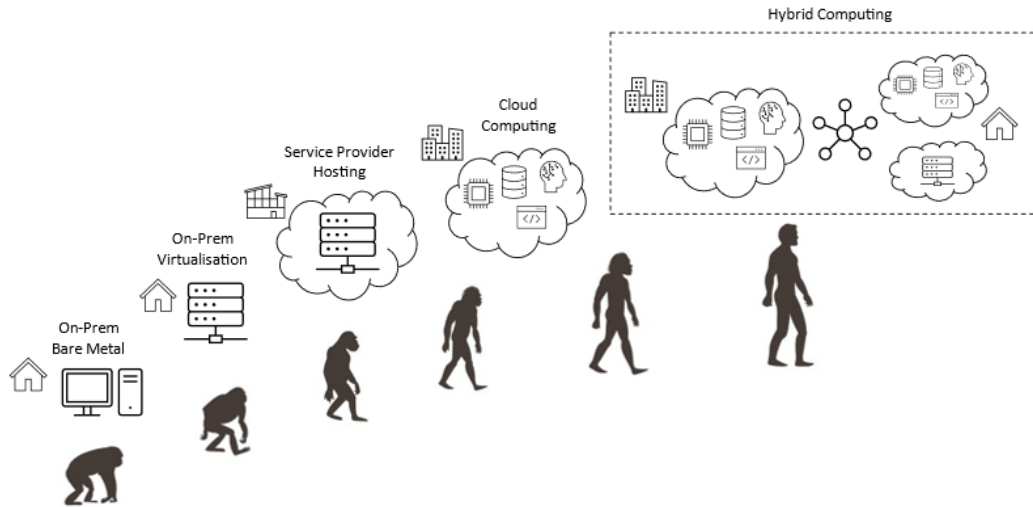 Hybrid Computing
Cloud
Computing
Service Provider
Hosting
On-Prem
Virtualisation
On-Prem
Bare Metal